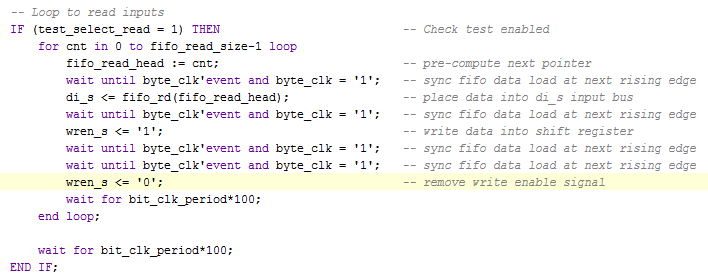 -- Loop to read inputs
IF (test_select_read = 1) THEN -- Check test enabled
for cnt in 0 to fifo_read_size-1 loop
fifo_read_head := cnt; -- pre-compute next pointer
wait until byte_clk'event and byte_clk = '1'; -- sync fifo data load at next rising edge
di_s <= fifo_rd(fifo_read_head); -- place data into di_s input bus
wait until byte_clk'event and byte_clk = '1'; -- sync fifo data load at next rising edge
wren_s <= '1'; -- write data into shift register
wait until byte_clk'event and byte_clk = '1'; -- sync fifo data load at next rising edge
wait until byte_clk'event and byte_clk = '1'; -- sync fifo data load at next rising edge
wren_s <= '0'; -- remove write enable signal
wait for bit_clk_period*100;
end loop;
wait for bit_clk_period*100;
END IF;